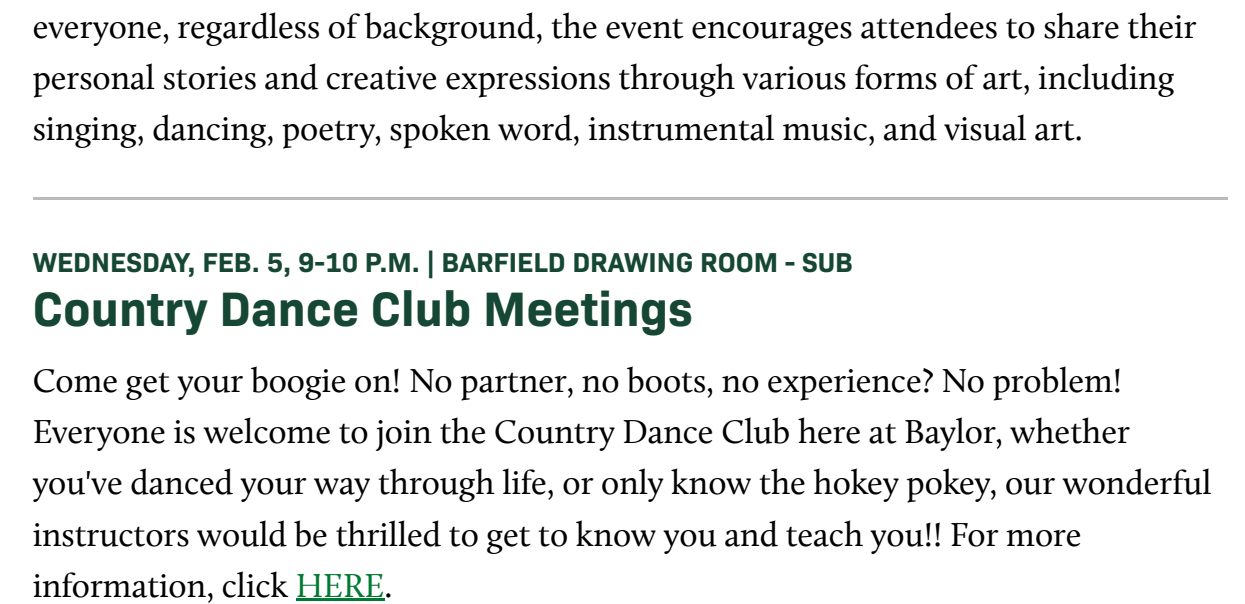 everyone, regardless of background, the event encourages attendees to share their
personal stories and creative expressions through various forms of art, including
singing, dancing, poetry, spoken word, instrumental music, and visual art.
WEDNESDAY, FEB. 5, 9-10 P.M. | BARFIELD DRAWING ROOM - SUB
Country Dance Club Meetings
Come get your boogie on! No partner, no boots, no experience? No problem!
Everyone is welcome to join the Country Dance Club here at Baylor, whether
you've danced your way through life, or only know the hokey pokey, our wonderful
instructors would be thrilled to get to know you and teach you!! For more
information, click HERE.